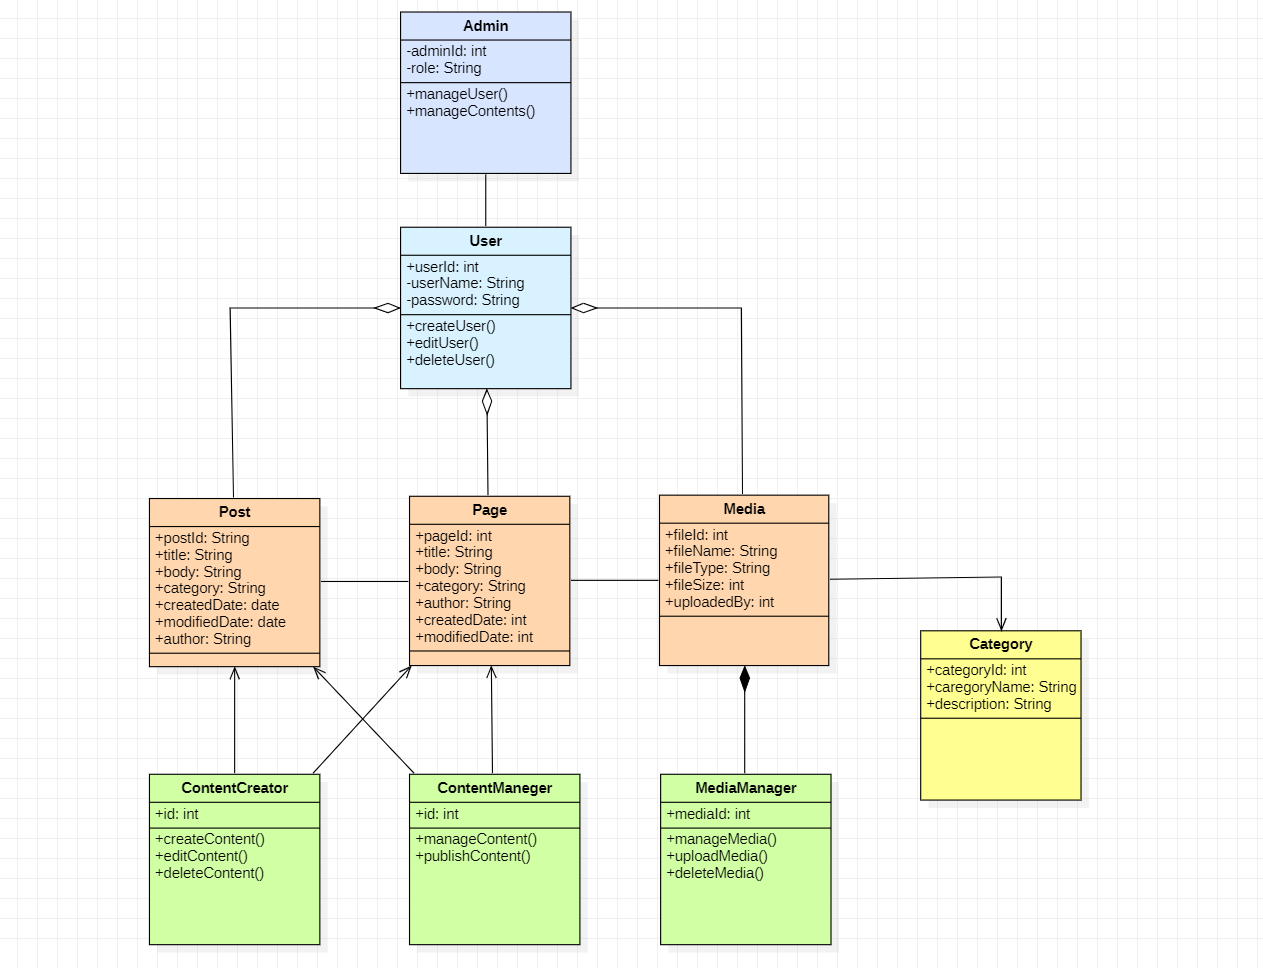 Admin
-adminId: int
-role: String
+manageUser()
+manageContents()
User
+userId: int
-userName: String
-password: String
+createUser()
+editUser()
+deleteUser()
Post
+postId: String
+title: String
+body: String
+category: String
+createdDate: date
+modifiedDate: date
+author: String
Page
+pageId: int
+title: String
+body: String
+category: String
+author: String
+createdDate: int
+modifiedDate: int
Media
+fileId: int
+fileName: String
+fileType: String
+fileSize: int
+uploadedBy: int
Category
+categoryId: int
+caregoryName: String
+description: String
ContentCreator
+id: int
+createContent()
+editContent()
+deleteContent()
ContentManeger
+id: int
+manageContent()
+publishContent()
MediaManager
+mediaId: int
+manageMedia()
+uploadMedia()
+deleteMedia()